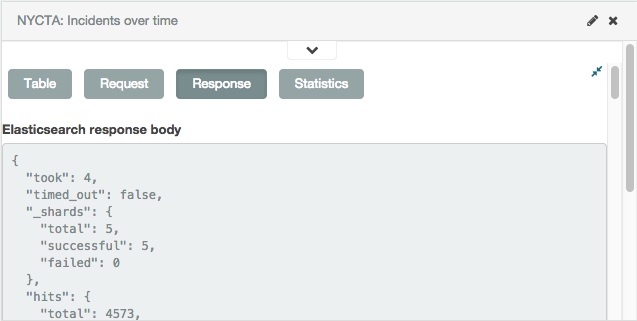 NYCTA: Incidents over time
Table Request Response Statistics
Elasticsearch response body
{
  "took": 4,
  "timed_out": false,
  "_shards": {
    "total": 5,
    "successful": 5,
    "failed": 0
  },
  "hits": {
    "total": 4573,